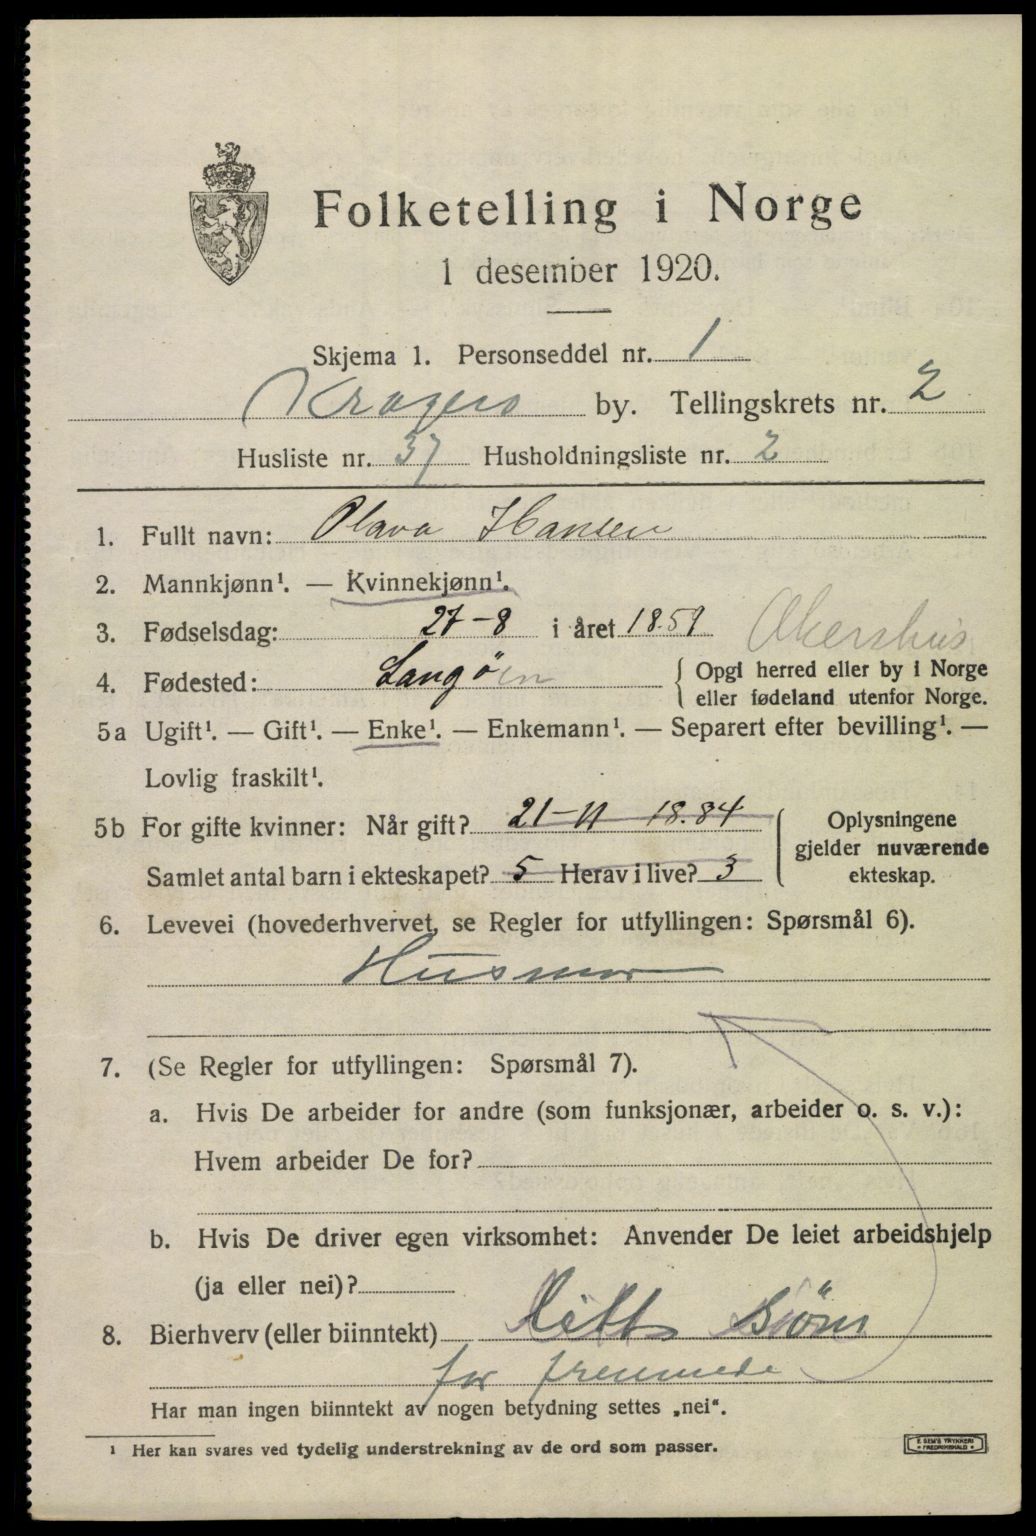 Folketelling i Norge
1 desember 1920.
Skjema 1. Personseddel nr. 1
Kragerø by. Tellingskrets nr. 2
Husliste nr. 37 Husholdningsliste nr. 2
1. Fullt navn: Olava Hansen
2. Mannkjønn¹. — Kvinnekjønn¹.
3. Fødselsdag: 27-8 i året 1859 Akershus
4. Fødested: Langøen { Opgi herred eller by i Norge
eller fødeland utenfor Norge.
5a Ugift¹. — Gift¹. — Enke¹. — Enkemann¹. — Separert efter bevilling¹. —
Lovlig fraskilt¹.
5b For gifte kvinner: Når gift? 21-11 1884
Samlet antal barn i ekteskapet? 5 Herav i live? 3
{ Oplysningene
gjelder nuværende
ekteskap.
6. Levevei (hovederhvervet, se Regler for utfyllingen: Spørsmål 6).
Husmor
7. (Se Regler for utfyllingen: Spørsmål 7).
a. Hvis De arbeider for andre (som funksjonær, arbeider o. s. v.):
Hvem arbeider De for?
b. Hvis De driver egen virksomhet: Anvender De leiet arbeidshjelp
(ja eller nei)?
8. Bierhverv (eller biinntekt) Litt Søm
for fremmede
Har man ingen biinntekt av nogen betydning settes „nei“.
¹ Her kan svares ved tydelig understrekning av de ord som passer.
E SEM'S TRYKKERI
FREDRIKSHALD